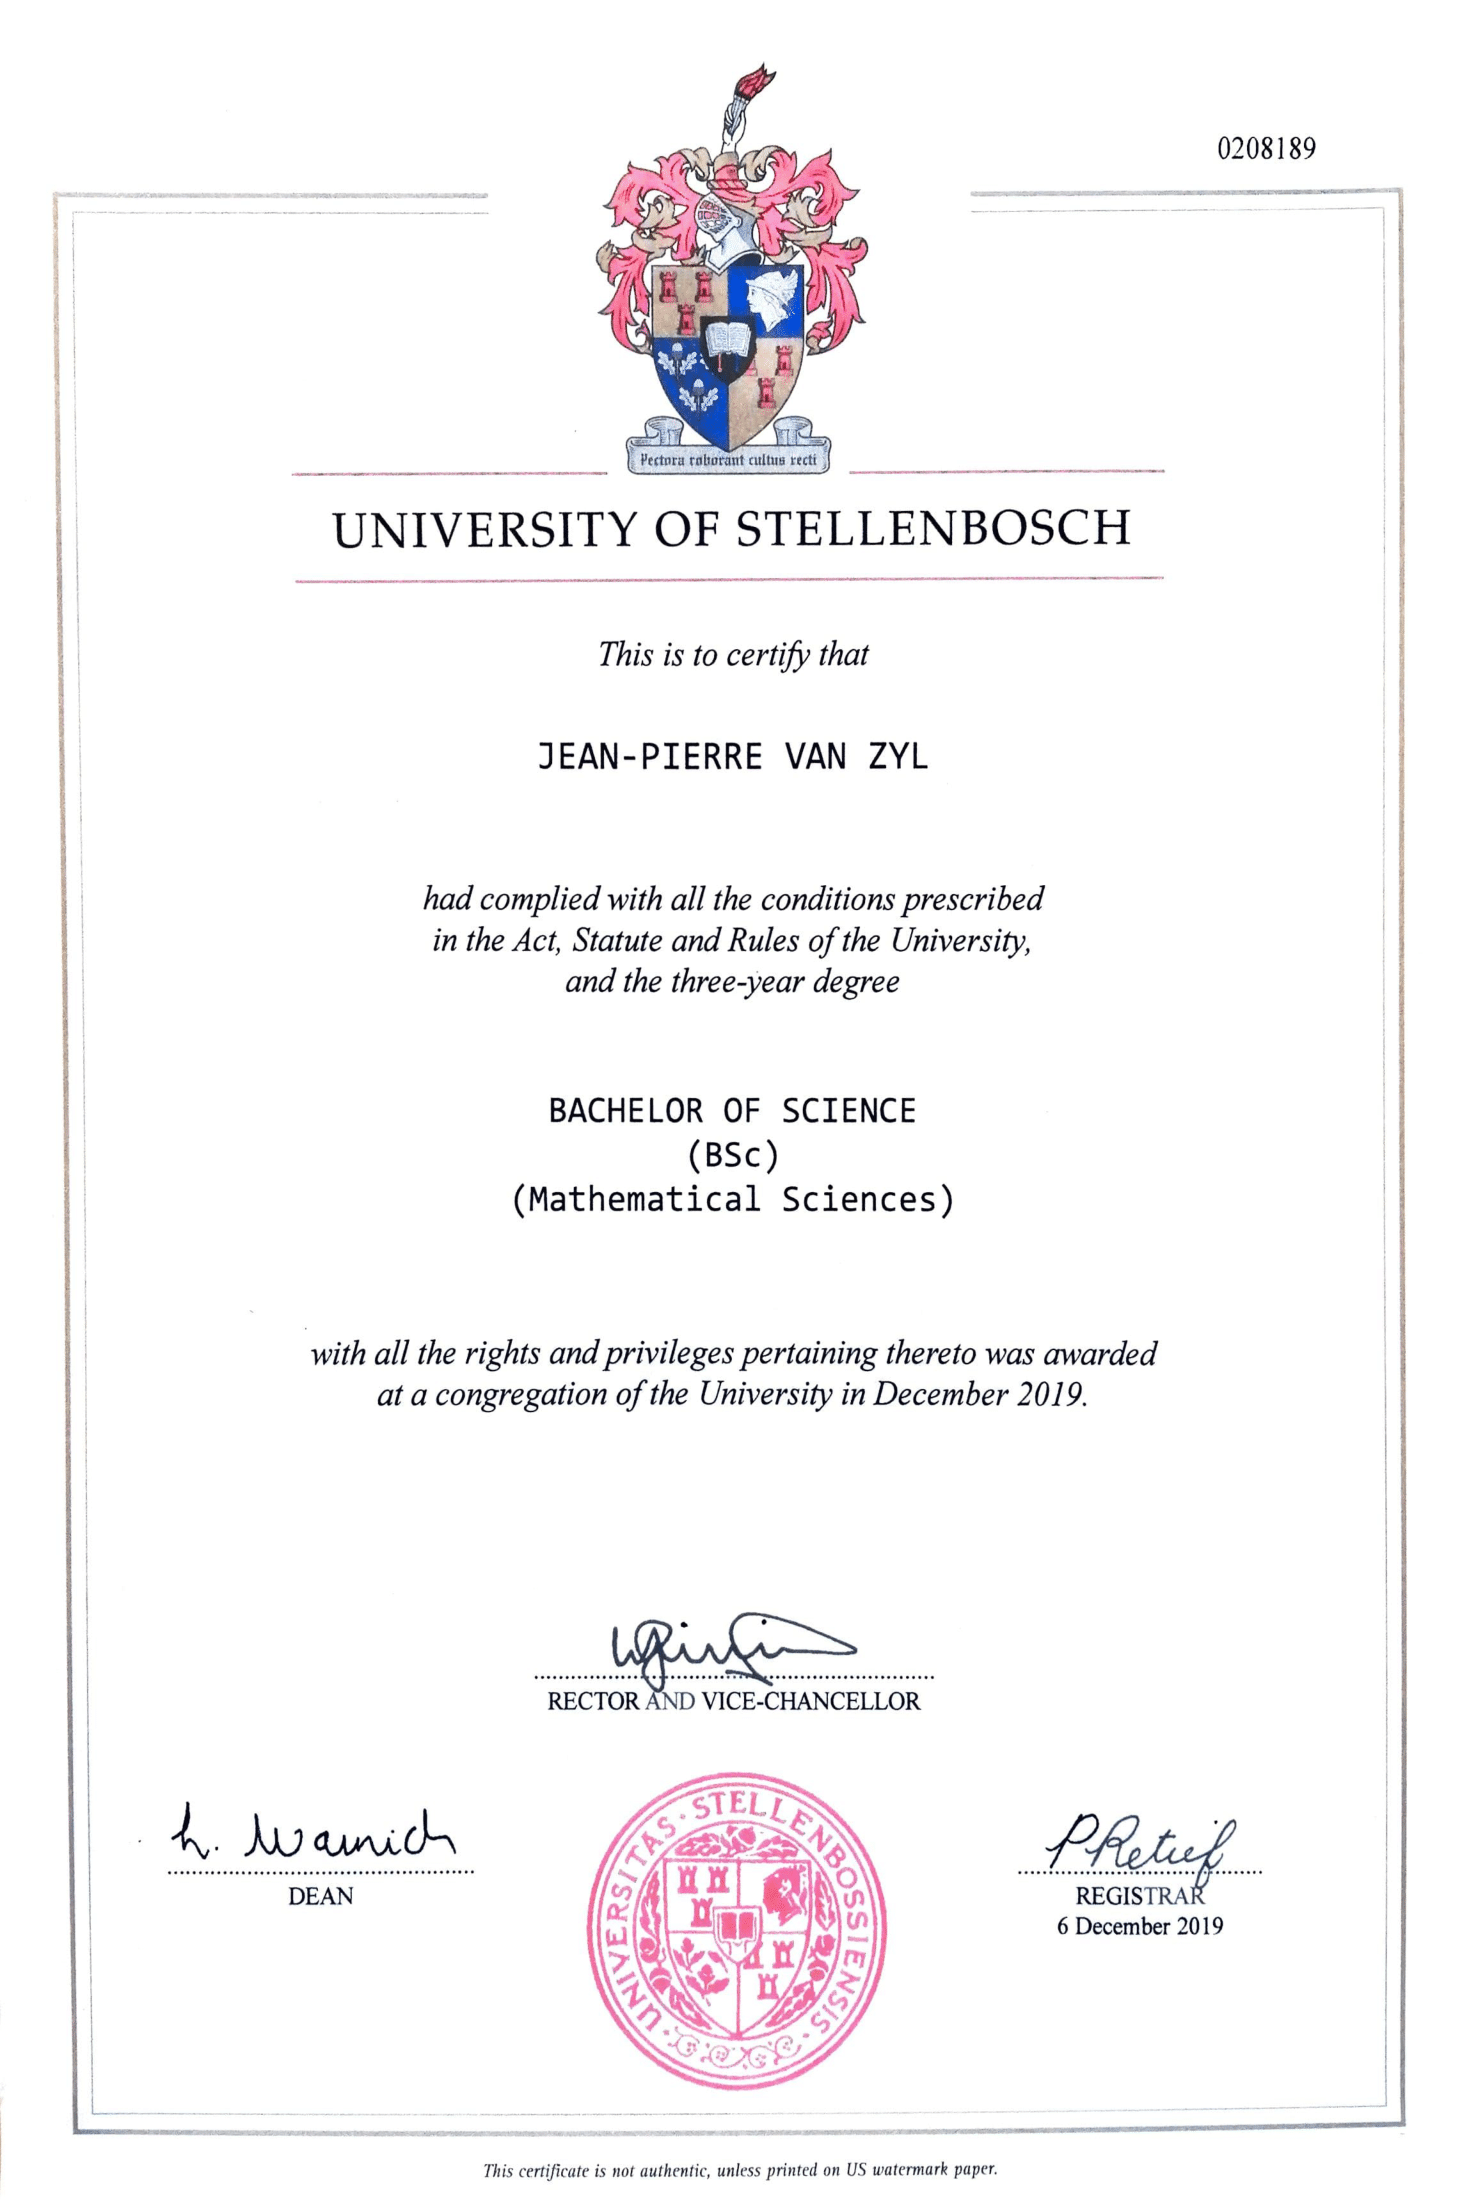 0208189
Pectora roborant cultus recti
UNIVERSITY OF STELLENBOSCH
This is to certify that
JEAN-PIERRE VAN ZYL
had complied with all the conditions prescribed
in the Act, Statute and Rules of the University,
and the three-year degree
BACHELOR OF SCIENCE
(BSc)
(Mathematical Sciences)
with all the rights and privileges pertaining thereto was awarded
at a congregation of the University in December 2019.
RECTOR AND VICE-CHANCELLOR
DEAN
UNIVERSITAS · STELLENBOSSIENSIS
PRetief
REGISTRAR
6 December 2019
This certificate is not authentic, unless printed on US watermark paper.